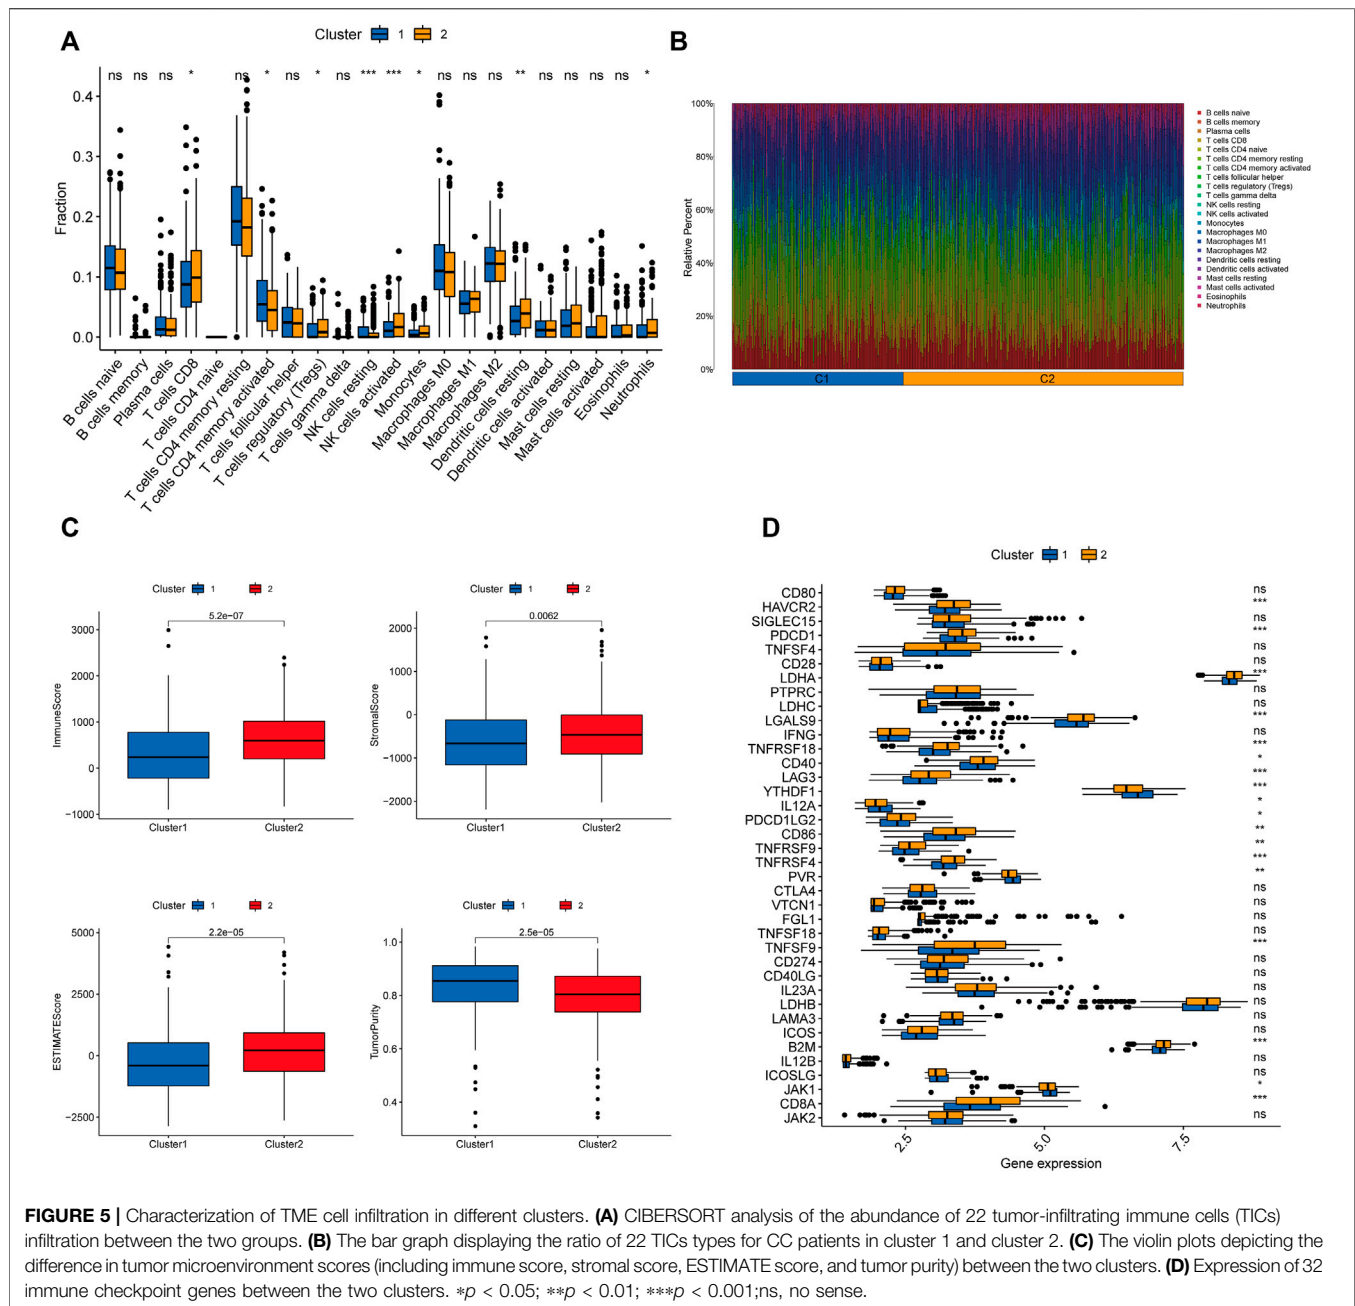 A
Cluster 1 2
ns ns ns * ns * ns * ns *** *** * ns ns ns ** ns ns ns ns *
Fraction
0.4
0.3
0.2
0.1
0.0
B cells naive
B cells memory
Plasma cells
T cells CD8
T cells CD4 naive
T cells CD4 memory resting
T cells CD4 memory activated
T cells follicular helper
T cells regulatory (Tregs)
T cells gamma delta
NK cells resting
NK cells activated
Monocytes
Macrophages M0
Macrophages M1
Macrophages M2
Dendritic cells resting
Dendritic cells activated
Mast cells resting
Mast cells activated
Eosinophils
Neutrophils
B
Relative Percent
100%
80%
60%
40%
20%
0%
C1 C2
B cells naive
B cells memory
Plasma cells
T cells CD8
T cells CD4 naive
T cells CD4 memory resting
T cells CD4 memory activated
T cells follicular helper
T cells regulatory (Tregs)
T cells gamma delta
NK cells resting
NK cells activated
Monocytes
Macrophages M0
Macrophages M1
Macrophages M2
Dendritic cells resting
Dendritic cells activated
Mast cells resting
Mast cells activated
Eosinophils
Neutrophils
C
Cluster 1 2
5.2e−07
ImmuneScore
3000
2000
1000
0
−1000
Cluster1 Cluster2
Cluster 1 2
0.0062
StromalScore
2000
1000
0
−1000
−2000
Cluster1 Cluster2
Cluster 1 2
2.2e−05
ESTIMATEScore
5000
2500
0
−2500
Cluster1 Cluster2
Cluster 1 2
2.5e−05
TumorPurity
1.0
0.8
0.6
0.4
Cluster1 Cluster2
D
Cluster 1 2
CD80 ns
HAVCR2 ***
SIGLEC15 ns
PDCD1 ***
TNFSF4 ns
CD28 ns
LDHA ***
PTPRC ns
LDHC ns
LGALS9 ***
IFNG ns
TNFRSF18 ***
CD40 *
LAG3 ***
YTHDF1 ***
IL12A *
PDCD1LG2 *
CD86 **
TNFRSF9 **
TNFRSF4 ***
PVR **
CTLA4 ns
VTCN1 ns
FGL1 ns
TNFSF18 ns
TNFSF9 ***
CD274 ns
CD40LG ns
IL23A ns
LDHB ns
LAMA3 ns
ICOS ns
B2M ***
IL12B ns
ICOSLG ns
JAK1 *
CD8A ***
JAK2 ns
2.5 5.0 7.5
Gene expression
FIGURE 5 | Characterization of TME cell infiltration in different clusters. (A) CIBERSORT analysis of the abundance of 22 tumor-infiltrating immune cells (TICs)
infiltration between the two groups. (B) The bar graph displaying the ratio of 22 TICs types for CC patients in cluster 1 and cluster 2. (C) The violin plots depicting the
difference in tumor microenvironment scores (including immune score, stromal score, ESTIMATE score, and tumor purity) between the two clusters. (D) Expression of 32
immune checkpoint genes between the two clusters. *p < 0.05; **p < 0.01; ***p < 0.001;ns, no sense.